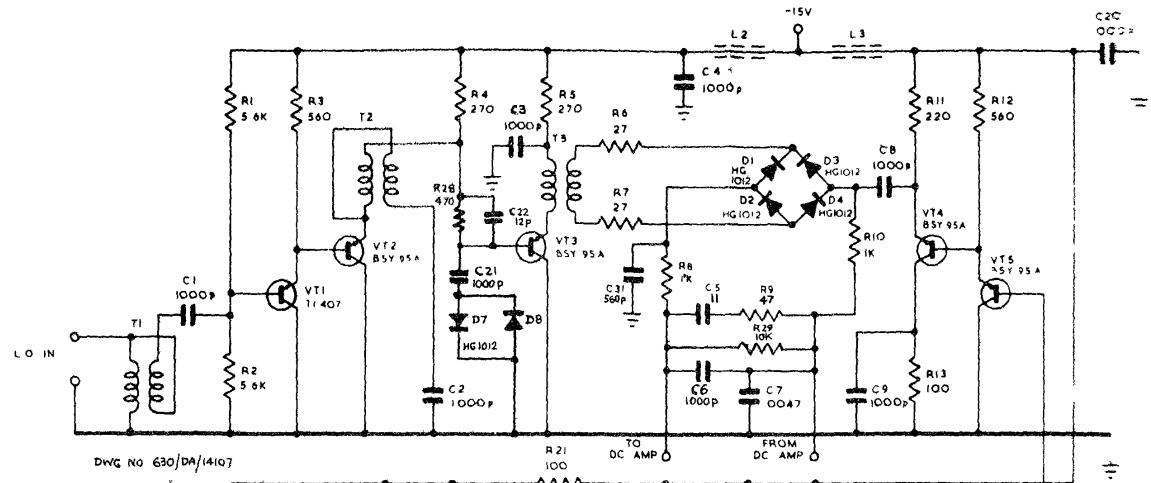 -15V
L2
L3
C20
R1
5.6K
R3
560
T2
R4
270
C3
1000p
R5
270
T3
R6
27
C4
1000p
R11
220
R12
560
D1
HG
1012
D3
HG1012
C8
1000p
R28
470
C22
12p
R7
27
D2
HG1012
D4
HG1012
VT2
BSY 95A
VT3
BSY 95A
VT4
BSY 95A
R10
1K
C1
1000p
VT1
C21
1000p
C31
560p
R8
1K
VT5
BSY 95A
T1
D7
D8
C5
11
R9
47
HG1012
R29
10K
L O IN
R2
5.6K
C2
1000p
C6
1000p
C7
0047
C9
1000p
R13
100
DWG NO 630/DA/14107
R21
100
TO
DC AMP
FROM
DC AMP